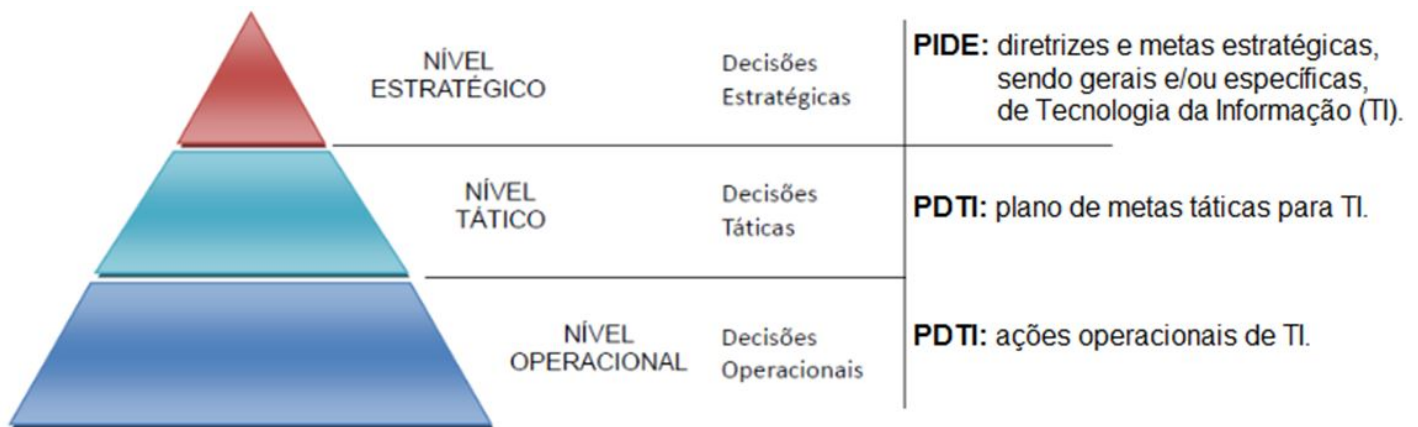 NÍVEL
ESTRATÉGICO
Decisões
Estratégicas
PIDE: diretrizes e metas estratégicas,
sendo gerais e/ou específicas,
de Tecnologia da Informação (TI).
NÍVEL
TÁTICO
Decisões
Táticas
PDTI: plano de metas táticas para TI.
NÍVEL
OPERACIONAL
Decisões
Operacionais
PDTI: ações operacionais de TI.